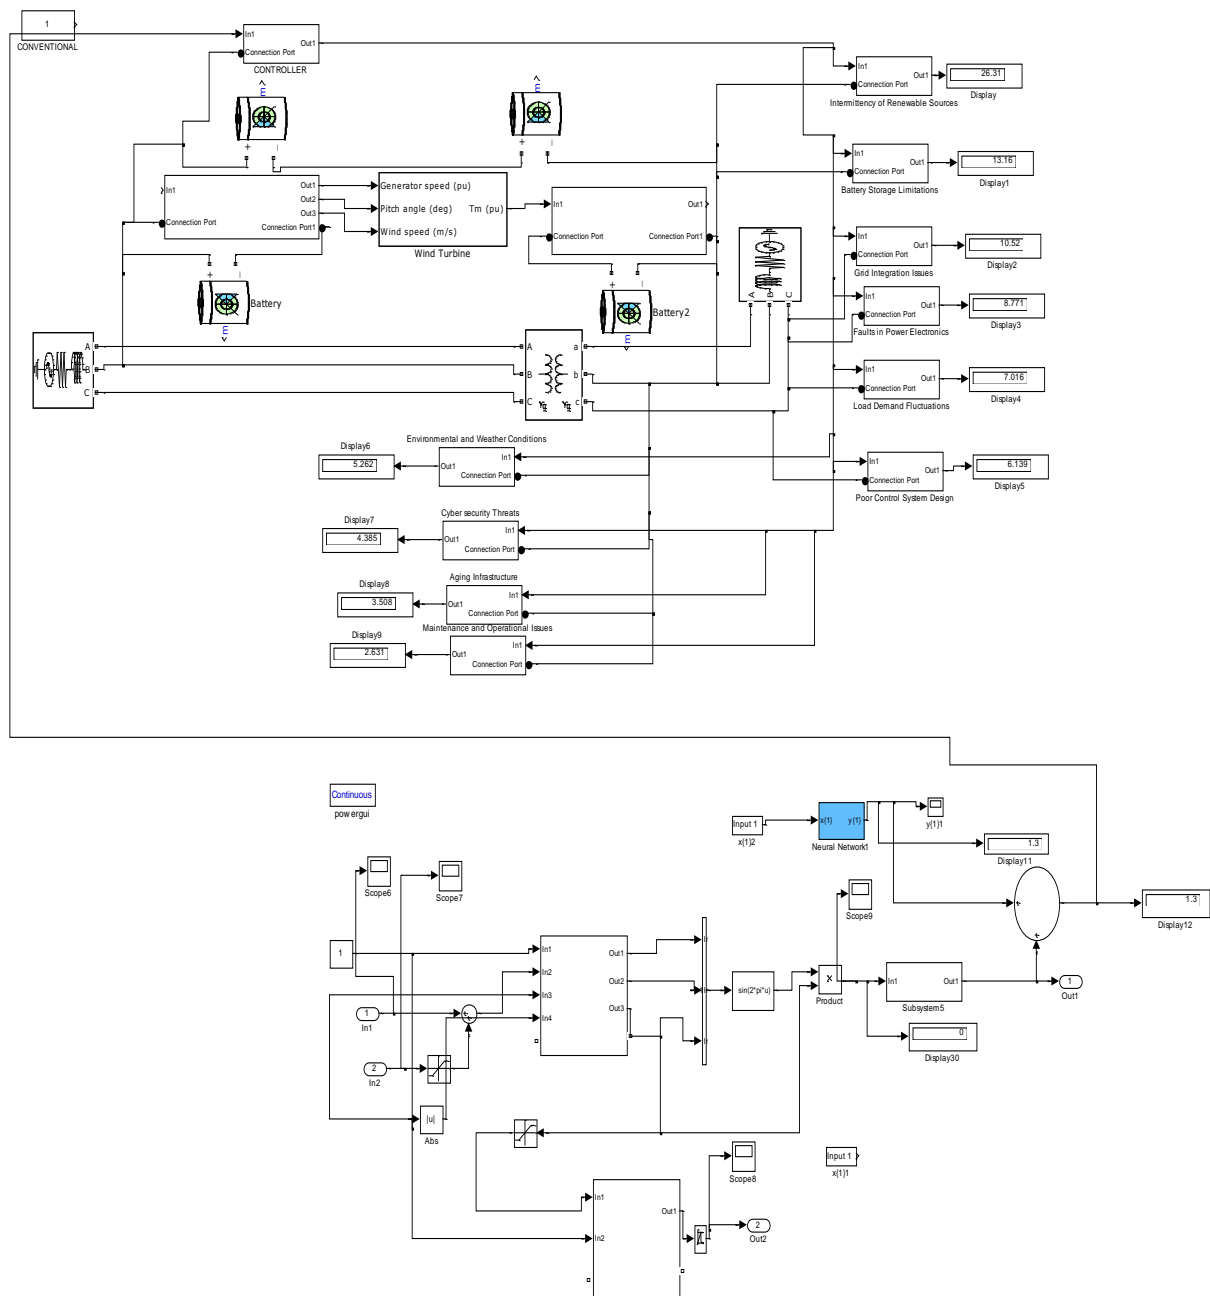 1
CONVENTIONAL
In1
Connection Port
Out1
CONTROLLER
In1
Connection Port
Out1
Intermittency of Renewable Sources
26.31
Display
m
m
+
+
In1
Connection Port
Out1
Battery Storage Limitations
13.16
Display1
In1
Connection Port
Out1
Out2
Out3
Connection Port1
Generator speed (pu)
Pitch angle (deg)
Wind speed (m/s)
Tm (pu)
Wind Turbine
In1
Connection Port
Out1
Connection Port1
In1
Connection Port
Out1
Grid Integration Issues
10.52
Display2
A
B
C
+
Battery
m
+
Battery2
m
In1
Connection Port
Out1
Faults in Power Electronics
8.771
Display3
A
B
C
A
B
C
a
b
c
Yg
Yg
In1
Connection Port
Out1
Load Demand Fluctuations
7.016
Display4
Display6
5.262
Environmental and Weather Conditions
Out1
In1
Connection Port
In1
Connection Port
Out1
Poor Control System Design
6.139
Display5
Display7
4.385
Cyber security Threats
Out1
In1
Connection Port
Display8
3.508
Aging Infrastructure
Out1
In1
Connection Port
Display9
2.631
Maintenance and Operational Issues
Out1
In1
Connection Port
Continuous
powergui
Input 1
x{1}2
x{1}
y{1}
Neural Network1
y{1}1
1.3
Display11
Scope6
Scope7
Scope9
1.3
Display12
1
In1
In2
In3
In4
Out1
Out2
Out3
sin(2*pi*u)
x
Product
In1
Out1
Subsystem5
1
Out1
1
In1
0
Display30
2
In2
|u|
Abs
Scope8
Input 1
x{1}1
In1
In2
Out1
2
Out2